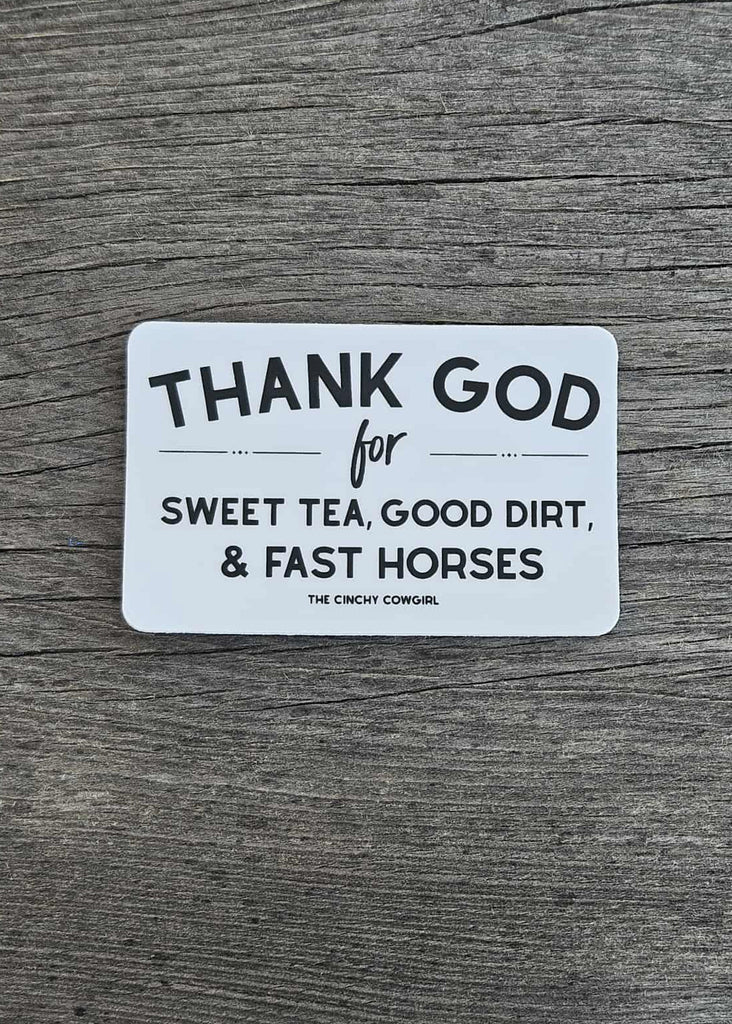 THANK GOD
for
SWEET TEA, GOOD DIRT,
& FAST HORSES
THE CINCHY COWGIRL